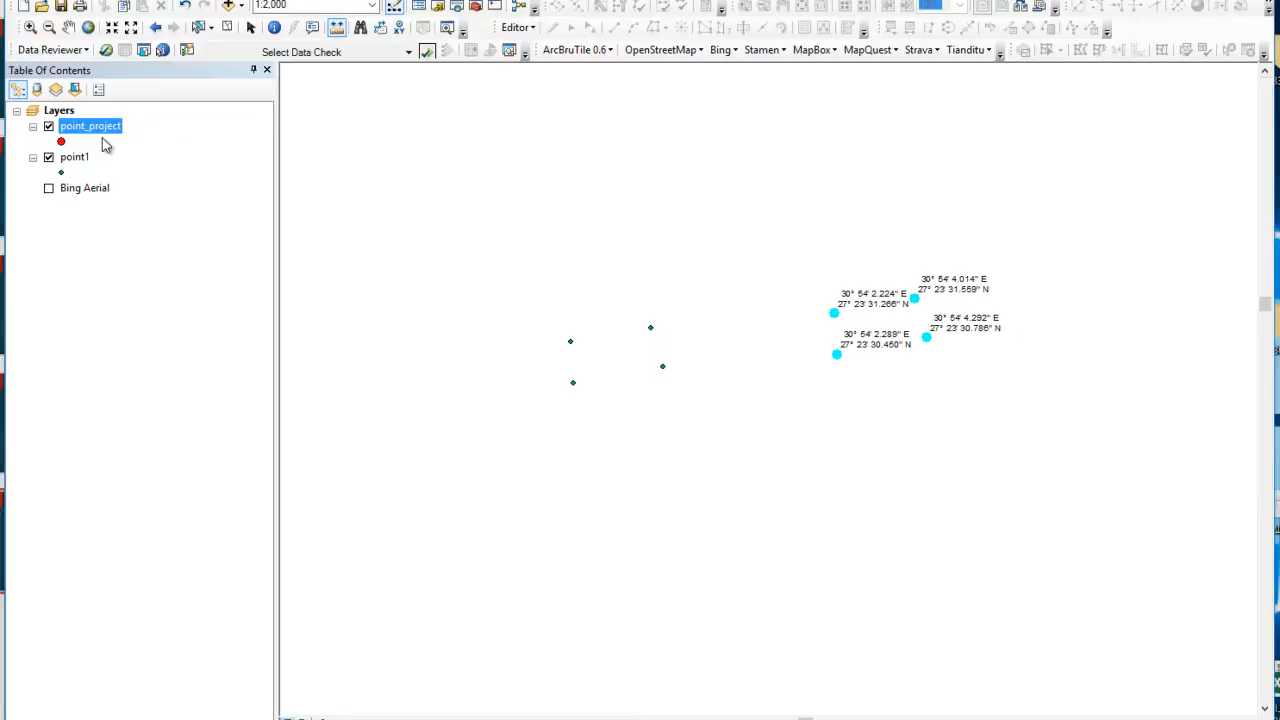 1:2,000
Editor
Data Reviewer
Select Data Check
ArcBruTile 0.6
OpenStreetMap
Bing
Stamen
MapBox
MapQuest
Strava
Tianditu
Table Of Contents
Layers
point_project
point1
Bing Aerial
30° 54' 4.014" E
27° 23' 31.559" N
30° 54' 2.224" E
27° 23' 31.266" N
30° 54' 4.292" E
27° 23' 30.786" N
30° 54' 2.289" E
27° 23' 30.450" N